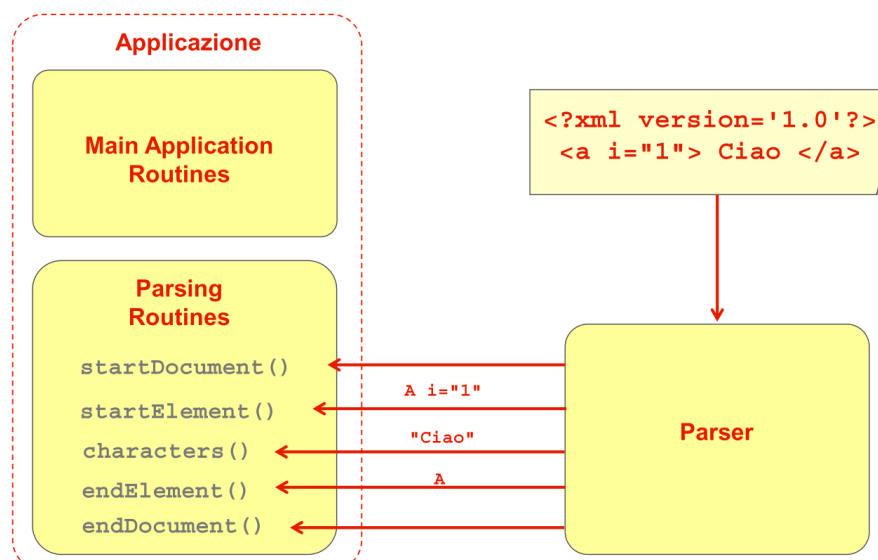 Applicazione
Main Application
Routines
<?xml version='1.0'?>
<a i="1"> Ciao </a>
Parsing
Routines
startDocument()
A i="1"
startElement()
"Ciao"
characters()
A
endElement()
endDocument()
Parser